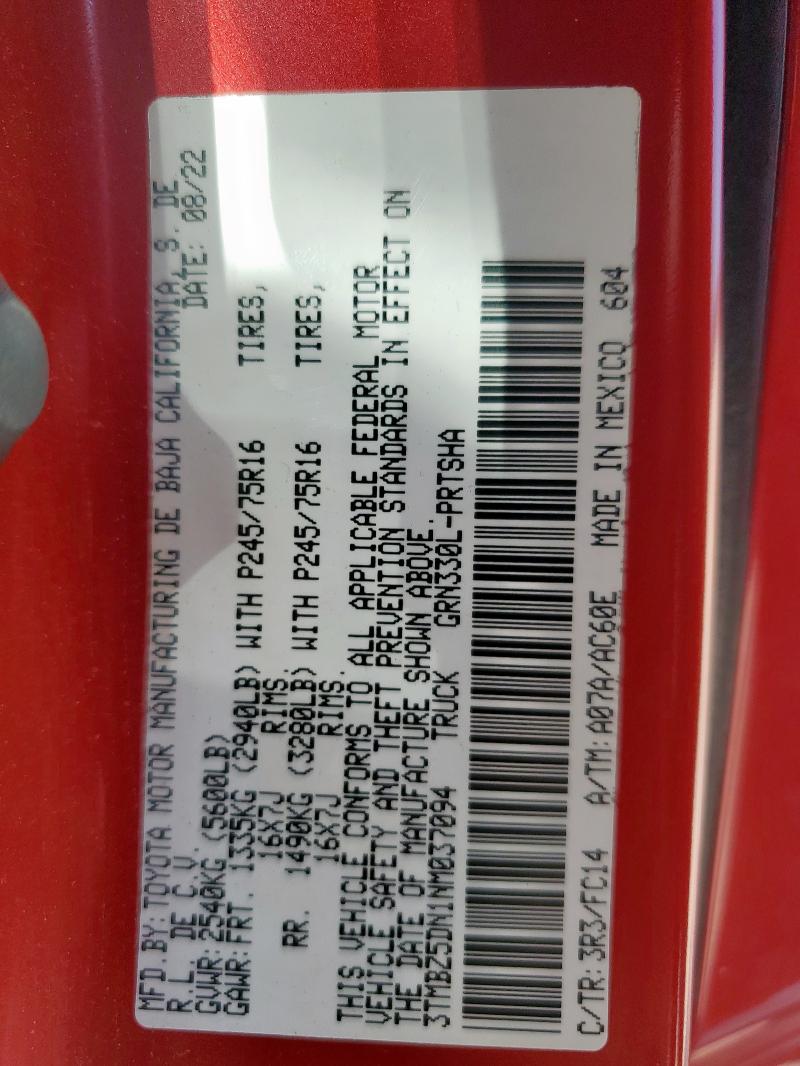 MFD.BY:TOYOTA MOTOR MANUFACTURING DE BAJA CALIFORNIA, S. DE
R.L. DE C.V. DATE: 08/22
GVWR: 2540KG (5600LB)
GAWR:FRT. 1335KG (2940LB) WITH P245/75R16 TIRES,
16X7J RIMS.
RR. 1490KG (3280LB) WITH P245/75R16 TIRES,
16X7J RIMS.
THIS VEHICLE CONFORMS TO ALL APPLICABLE FEDERAL MOTOR
VEHICLE SAFETY AND THEFT PREVENTION STANDARDS IN EFFECT ON
THE DATE OF MANUFACTURE SHOWN ABOVE.
3TMBZ5DN1NM037094 TRUCK GRN330L-PRTSHA
C/TR:3R3/FC14 A/TM:A07A/AC60E MADE IN MEXICO 604